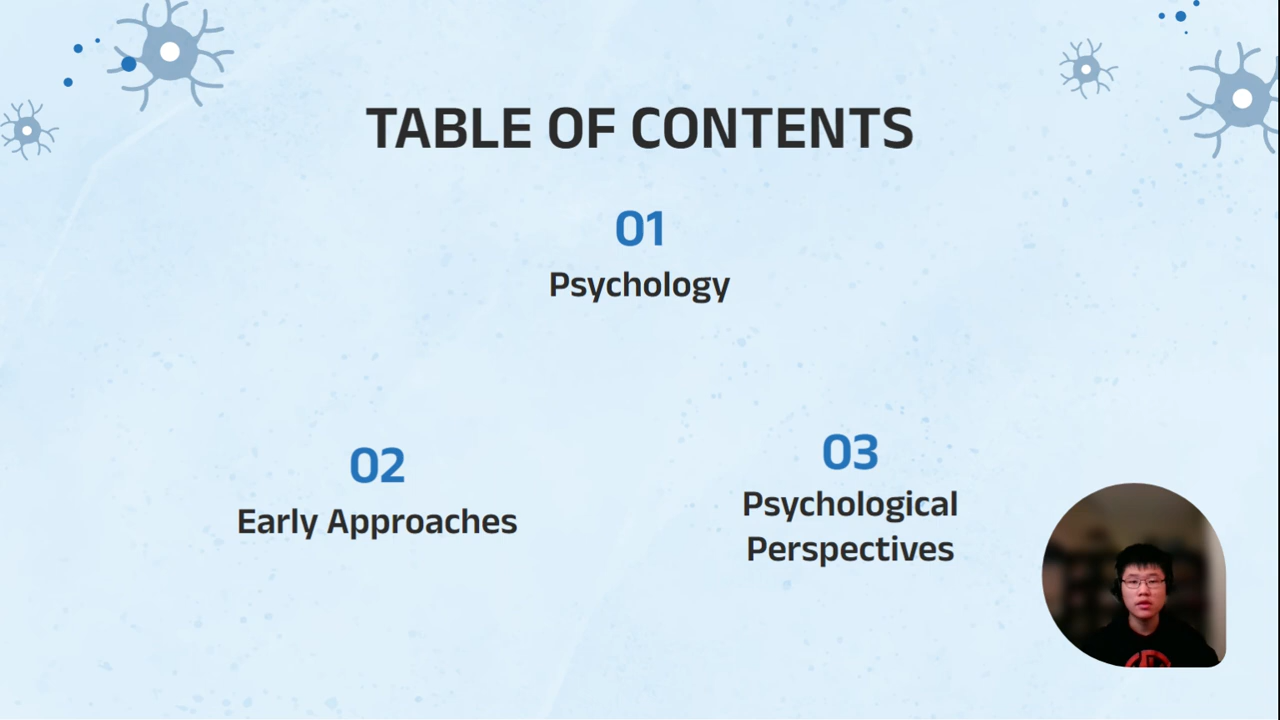 TABLE OF CONTENTS
01
Psychology
02
Early Approaches
03
Psychological
Perspectives